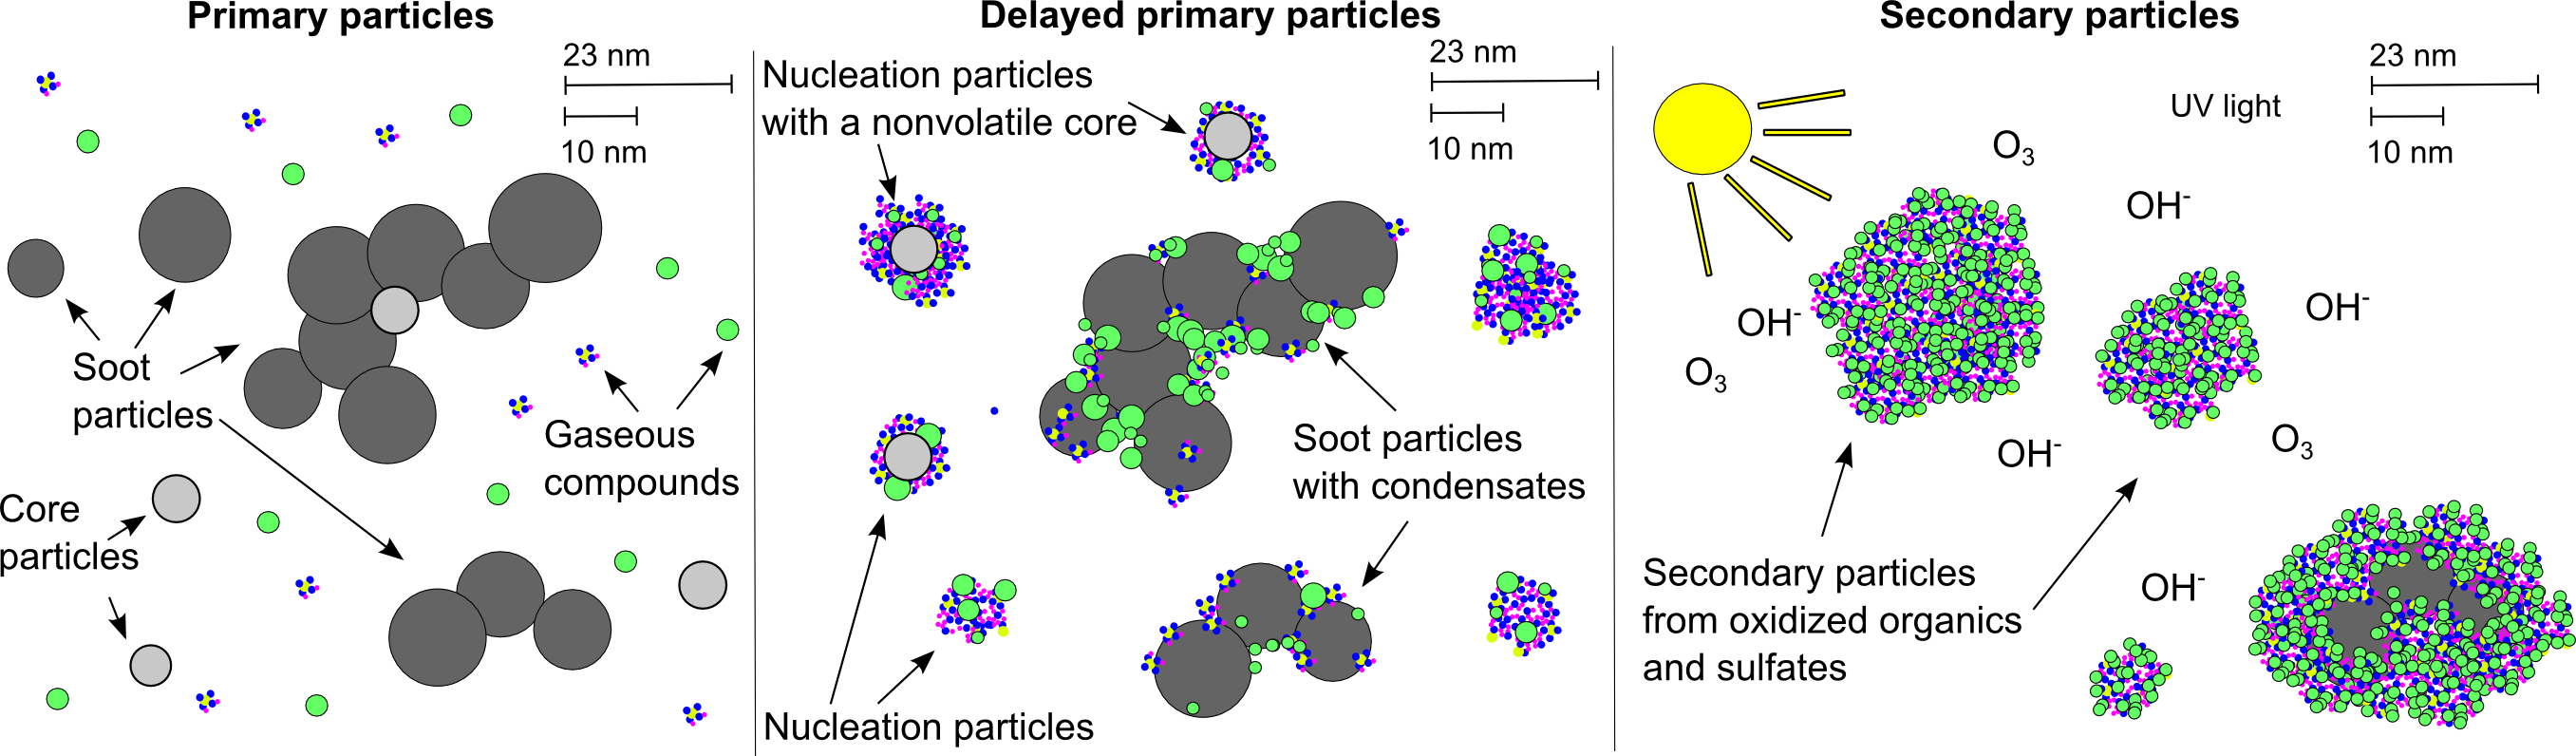 Primary particles
23 nm
10 nm
Soot
particles
Gaseous
compounds
Core
particles
Delayed primary particles
23 nm
10 nm
Nucleation particles
with a nonvolatile core
Soot particles
with condensates
Nucleation particles
Secondary particles
23 nm
10 nm
UV light
O₃
OH⁻
OH⁻
OH⁻
O₃
OH⁻
O₃
OH⁻
Secondary particles
from oxidized organics
and sulfates